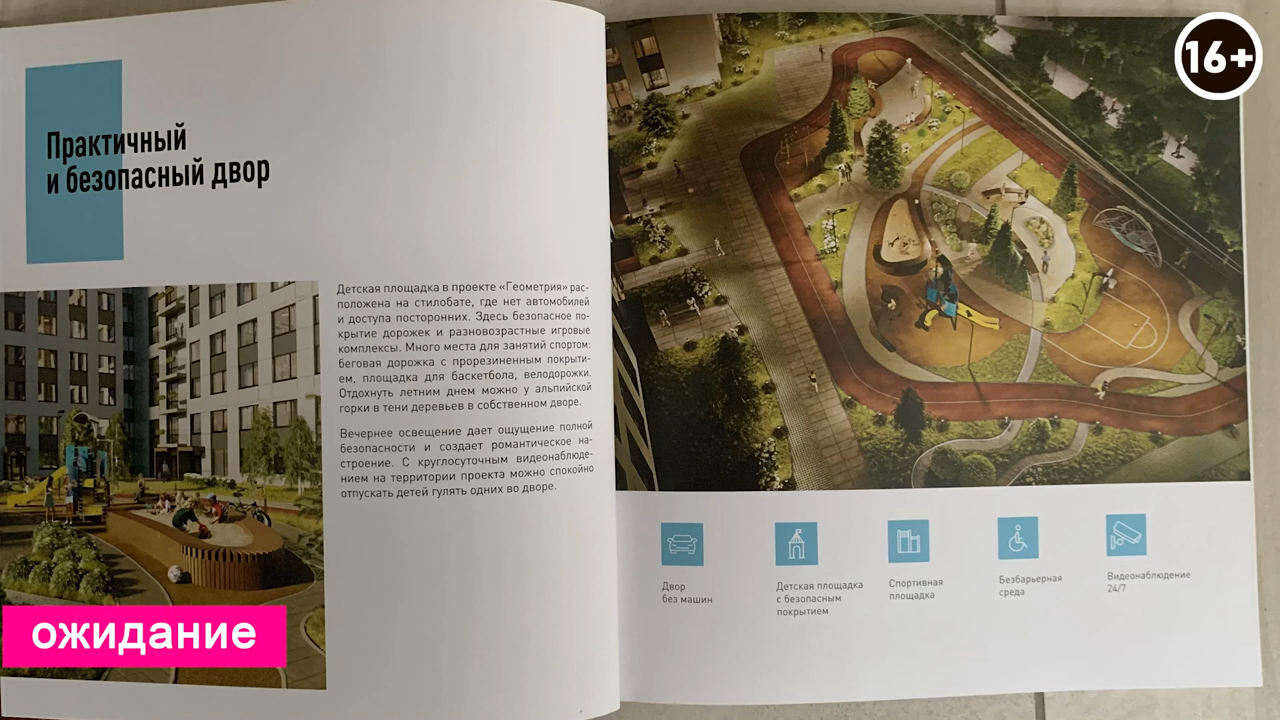 16+
Практичный
и безопасный двор
Детская площадка в проекте «Геометрия» рас-
положена на стилобате, где нет автомобилей
и доступа посторонних. Здесь безопасное по-
крытие дорожек и разновозрастные игровые
комплексы. Много места для занятий спортом:
беговая дорожка с прорезиненным покрыти-
ем, площадка для баскетбола, велодорожки.
Отдохнуть летним днем можно у альпийской
горки в тени деревьев в собственном дворе.
Вечернее освещение дает ощущение полной
безопасности и создает романтическое на-
строение. С круглосуточным видеонаблюде-
нием на территории проекта можно спокойно
отпускать детей гулять одних во дворе.
ожидание
Двор
без машин
Детская площадка
с безопасным
покрытием
Спортивная
площадка
Безбарьерная
среда
Видеонаблюдение
24/7